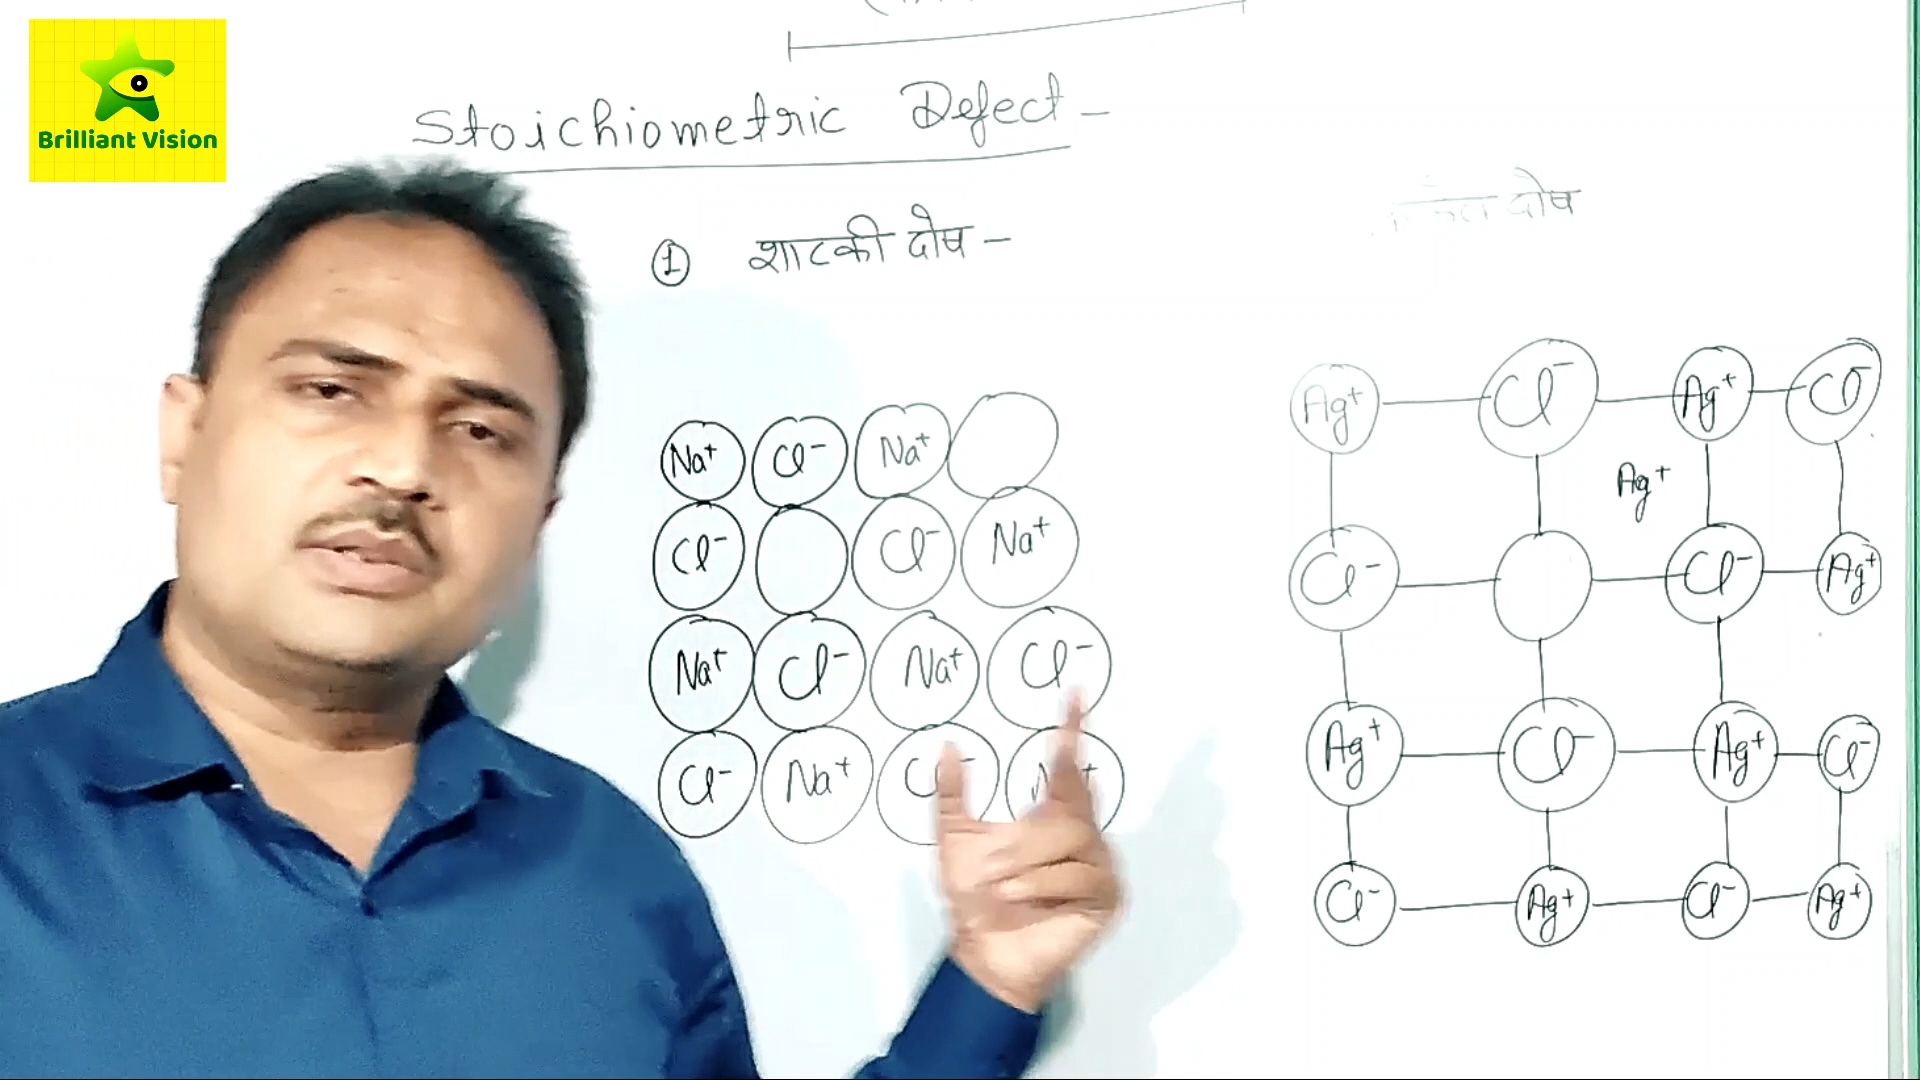 Brilliant Vision
Stoichiometric Defect –
① शाटकी दोष –
दोष
Na⁺ Cl⁻ Na⁺
Cl⁻ Cl⁻ Na⁺
Na⁺ Cl⁻ Na⁺ Cl⁻
Cl⁻ Na⁺
Ag⁺ Cl⁻ Ag⁺ Cl⁻
Ag⁺
Cl⁻ Cl⁻ Ag⁺
Ag⁺ Cl⁻ Ag⁺ Cl⁻
Cl⁻ Ag⁺ Cl⁻ Ag⁺